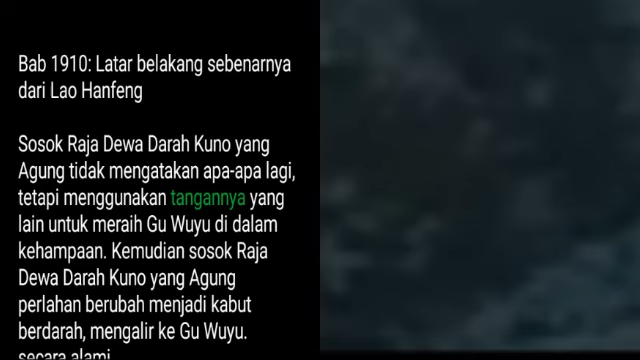 Bab 1910: Latar belakang sebenarnya
dari Lao Hanfeng
Sosok Raja Dewa Darah Kuno yang
Agung tidak mengatakan apa-apa lagi,
tetapi menggunakan tangannya yang
lain untuk meraih Gu Wuyu di dalam
kehampaan. Kemudian sosok Raja
Dewa Darah Kuno yang Agung
perlahan berubah menjadi kabut
berdarah, mengalir ke Gu Wuyu.
secara alami